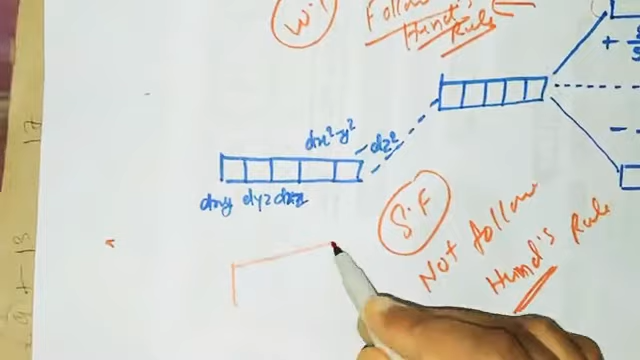 W.F
Follow
Hund's
Rule
+
dx²-y²
dz²
dxy dyz dxz
S.F
Not follow
Hund's Rule